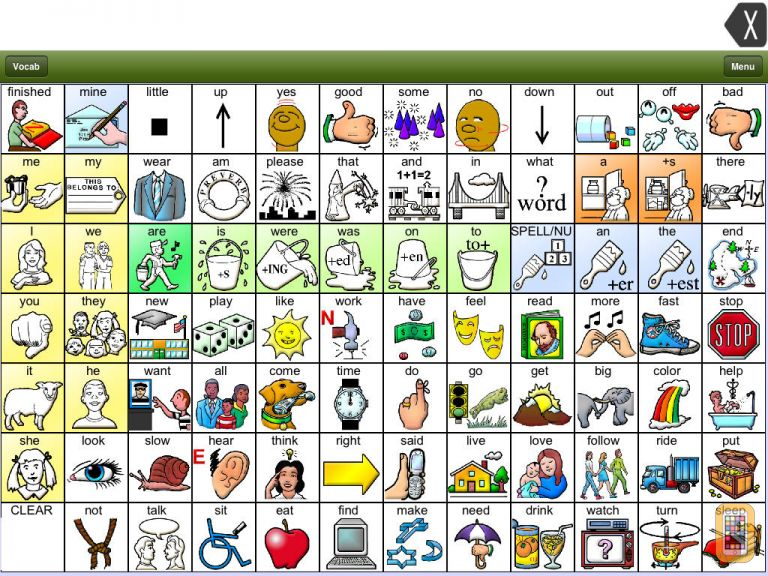 X
Vocab Menu
finished mine little up yes good some no down out off bad
me my wear am please that and in what a +s there
THIS BELONGS TO: PREVERB 1+1=2 ? word -ly
I we are is were was on to SPELL/NU an the end
+S +ING +ed +en to+ 1 2 3 +er +est N W E S
you they new play like work have feel read more fast stop
N STOP
it he want all come time do go get big color help
WANT
she look slow hear think right said live love follow ride put
E
CLEAR not talk sit eat find make need drink watch turn sleep
?